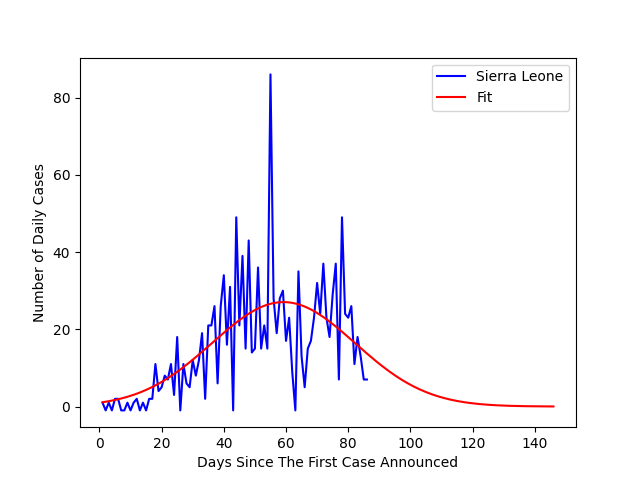 Sierra Leone
Fit
80
60
40
20
0
Number of Daily Cases
0 20 40 60 80 100 120 140
Days Since The First Case Announced